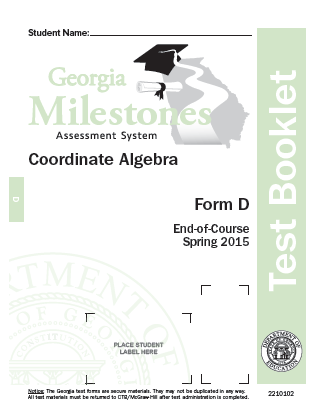 Student Name:
Georgia
Milestones
Assessment System
Coordinate Algebra
Test Booklet
D
Form D
End-of-Course
Spring 2015
DEPARTMENT OF
PLACE STUDENT
LABEL HERE
DEPARTMENT OF
EDUCATION
Notice: The Georgia test forms are secure materials. They may not be duplicated in any way.
All test materials must be returned to CTB/McGraw-Hill after test administration is completed.
2210102